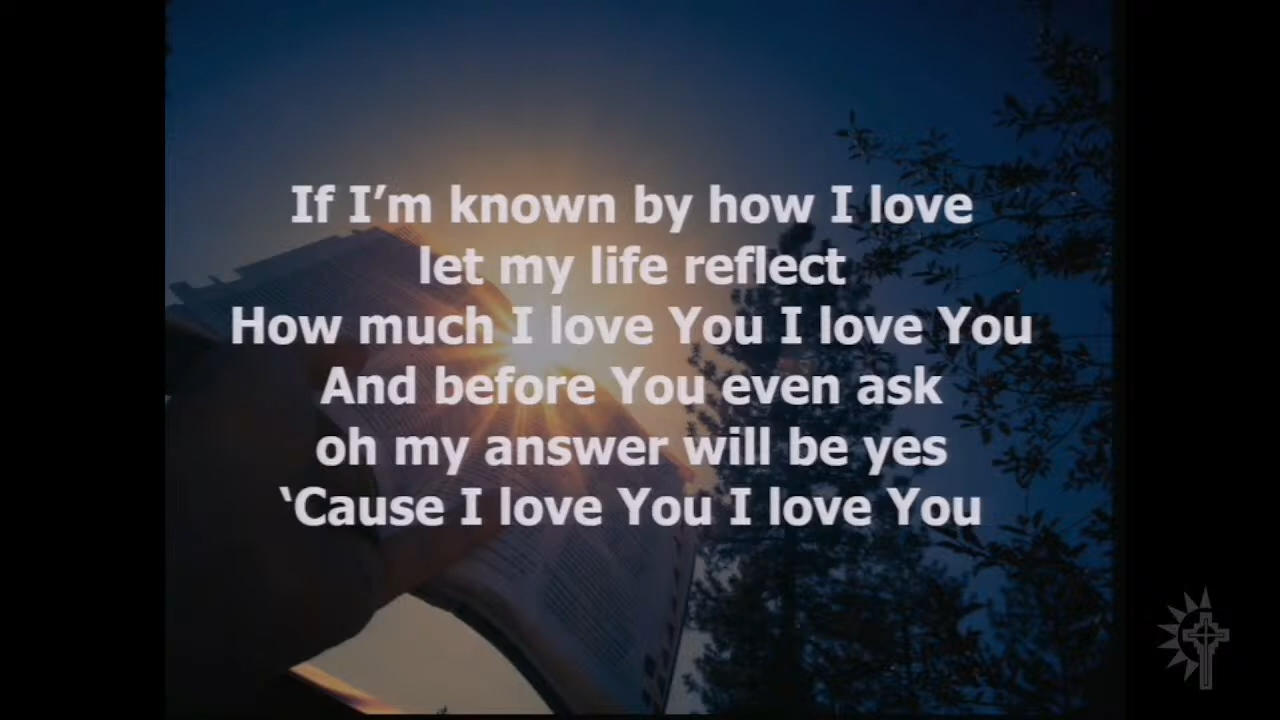 If I’m known by how I love
let my life reflect
How much I love You I love You
And before You even ask
oh my answer will be yes
‘Cause I love You I love You